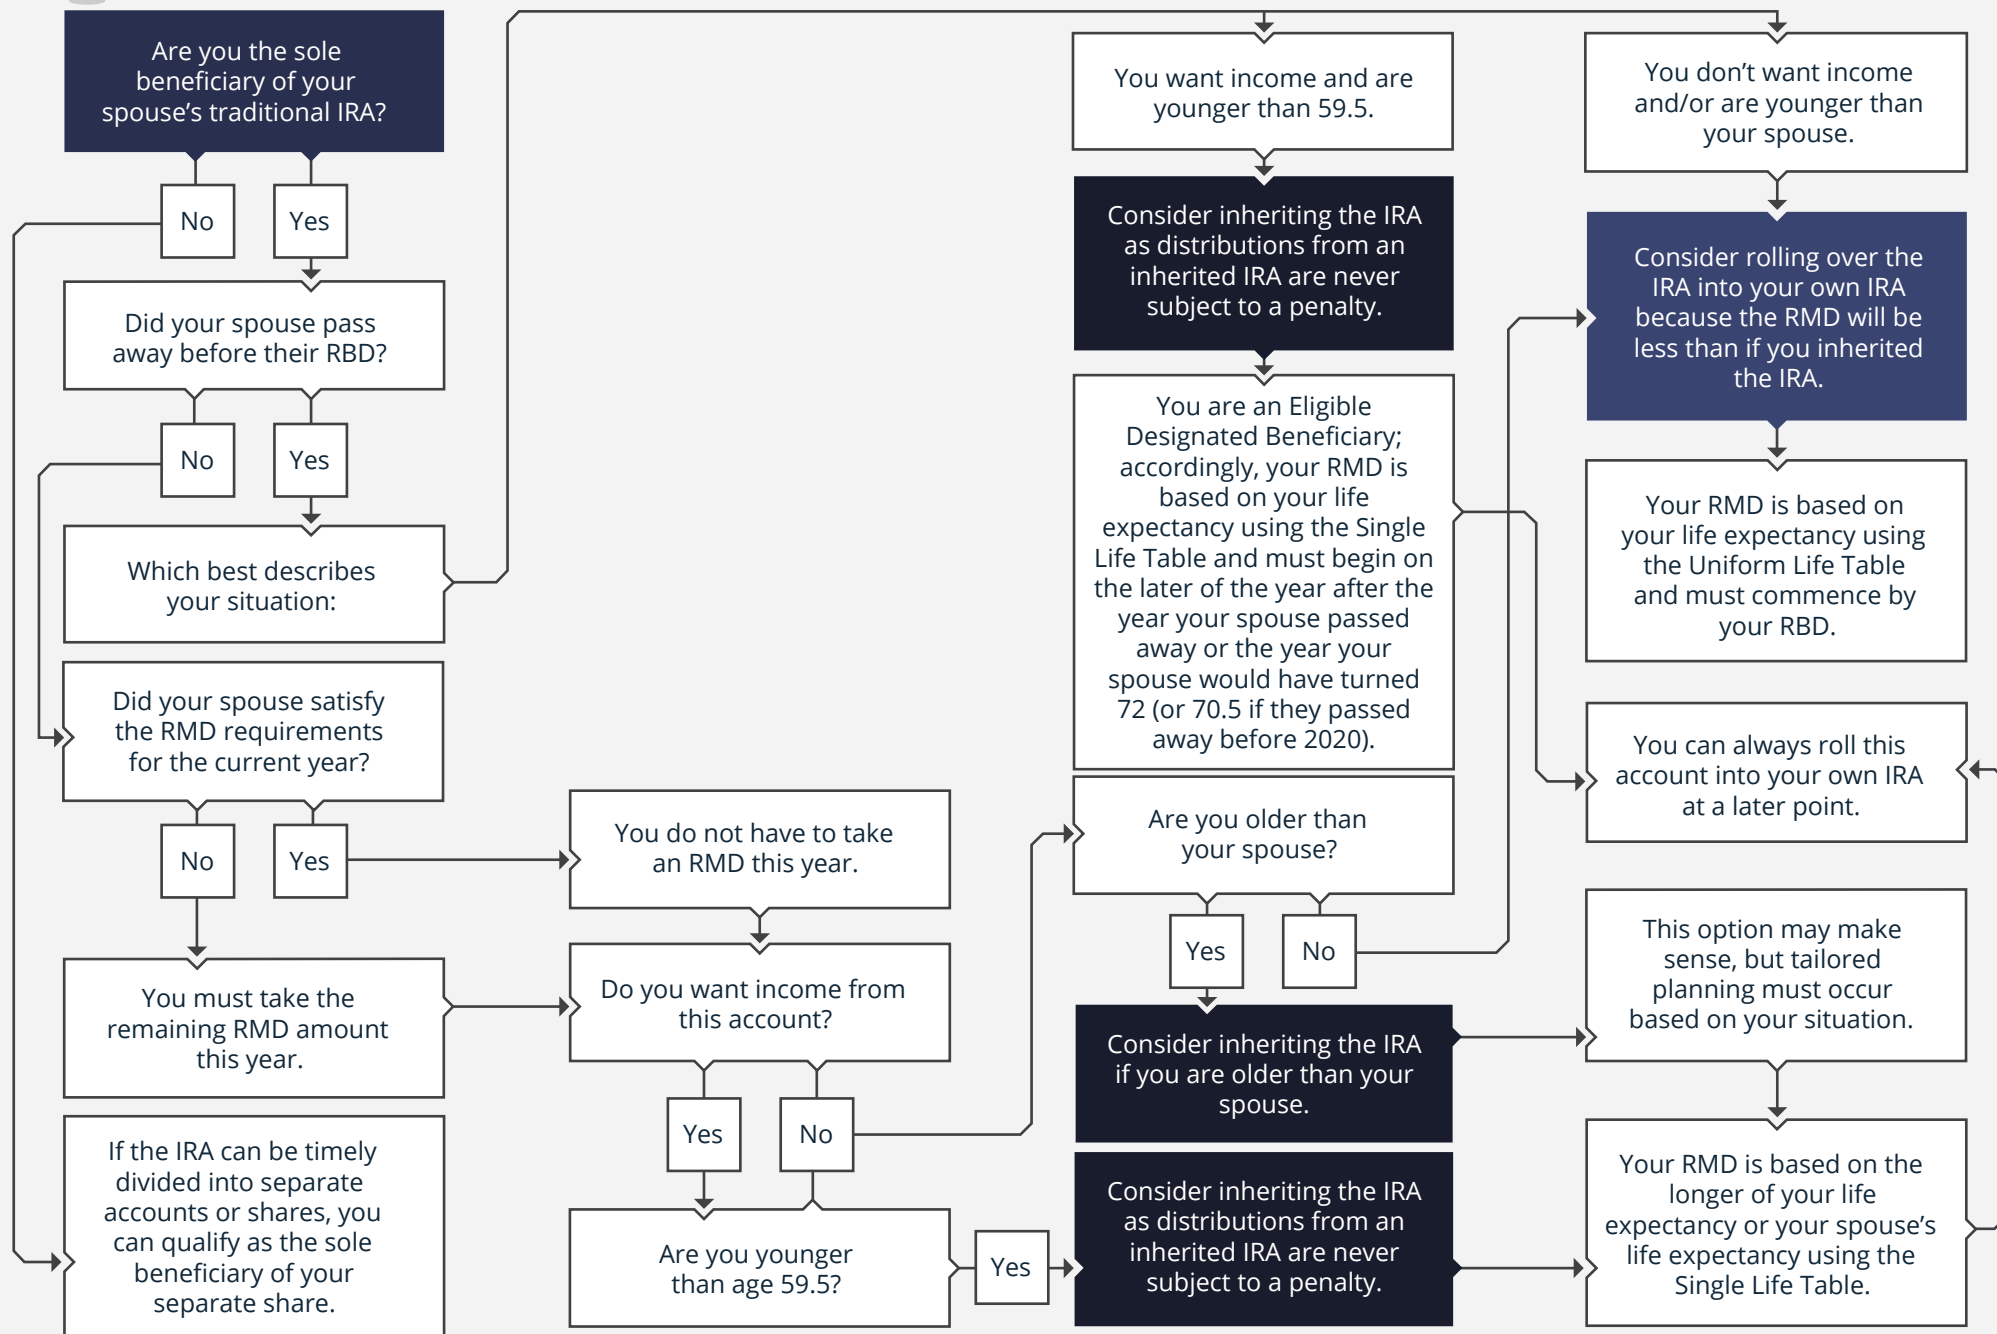 Are you the sole
beneficiary of your
spouse’s traditional IRA?
No
Yes
Did your spouse pass
away before their RBD?
No
Yes
Which best describes
your situation:
Did your spouse satisfy
the RMD requirements
for the current year?
No
Yes
You must take the
remaining RMD amount
this year.
If the IRA can be timely
divided into separate
accounts or shares, you
can qualify as the sole
beneficiary of your
separate share.
You do not have to take
an RMD this year.
Do you want income from
this account?
Yes
No
Are you younger
than age 59.5?
Yes
You want income and are
younger than 59.5.
Consider inheriting the IRA
as distributions from an
inherited IRA are never
subject to a penalty.
You are an Eligible
Designated Beneficiary;
accordingly, your RMD is
based on your life
expectancy using the Single
Life Table and must begin on
the later of the year after the
year your spouse passed
away or the year your
spouse would have turned
72 (or 70.5 if they passed
away before 2020).
Are you older than
your spouse?
Yes
No
Consider inheriting the IRA
if you are older than your
spouse.
Consider inheriting the IRA
as distributions from an
inherited IRA are never
subject to a penalty.
You don’t want income
and/or are younger than
your spouse.
Consider rolling over the
IRA into your own IRA
because the RMD will be
less than if you inherited
the IRA.
Your RMD is based on
your life expectancy using
the Uniform Life Table
and must commence by
your RBD.
You can always roll this
account into your own IRA
at a later point.
This option may make
sense, but tailored
planning must occur
based on your situation.
Your RMD is based on the
longer of your life
expectancy or your spouse’s
life expectancy using the
Single Life Table.